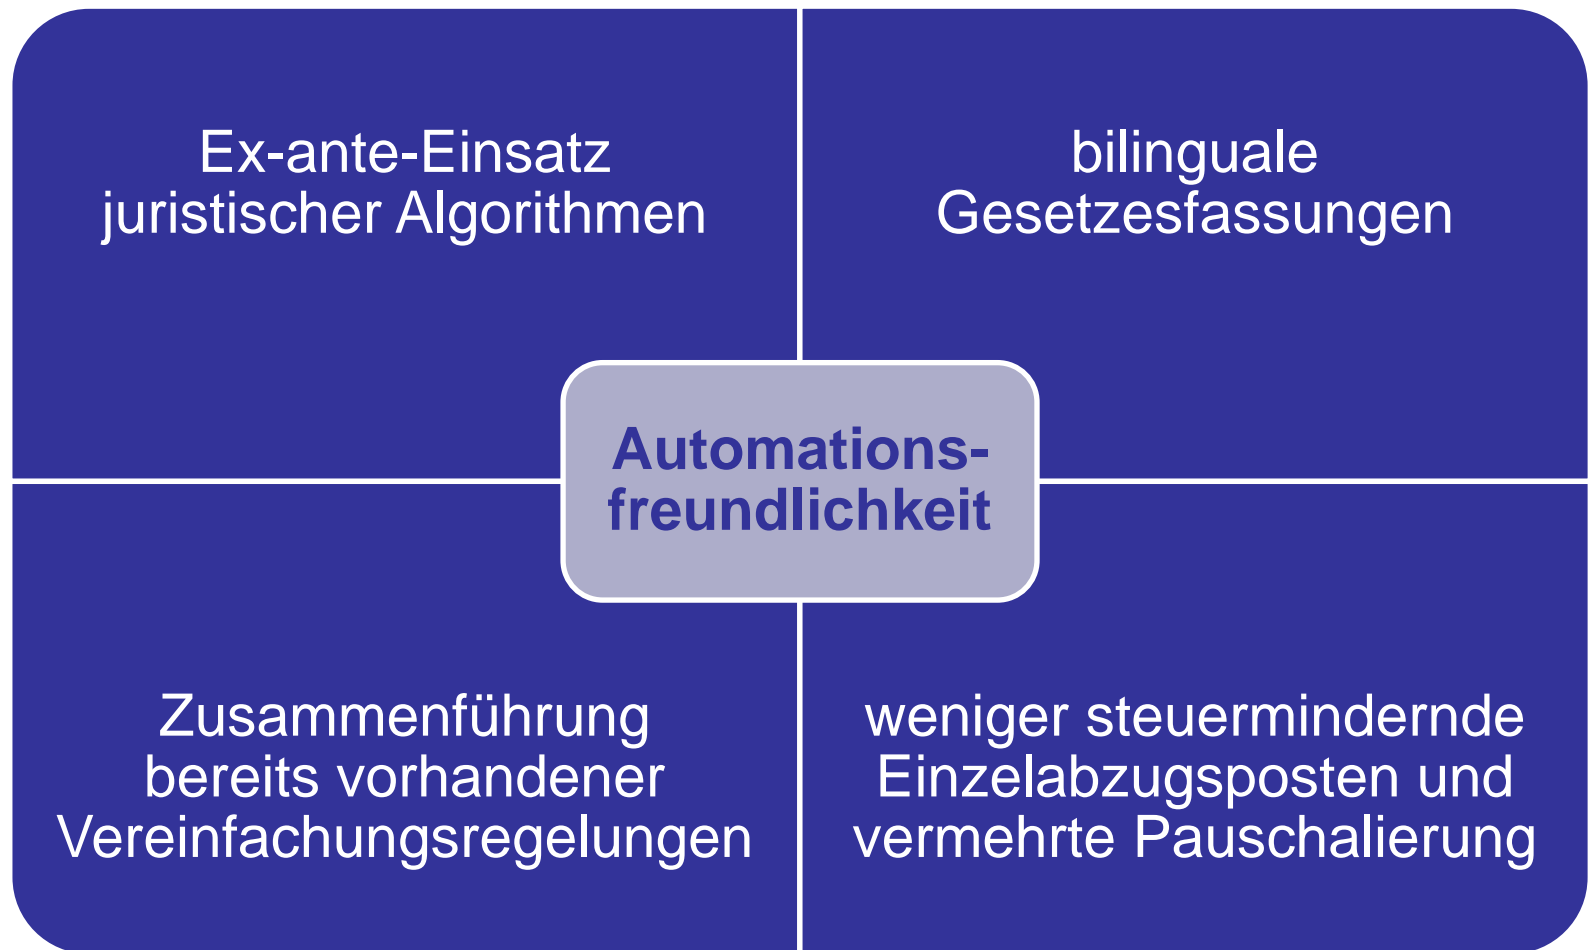 Ex-ante-Einsatz
juristischer Algorithmen
bilinguale
Gesetzesfassungen
Automations-
freundlichkeit
Zusammenführung
bereits vorhandener
Vereinfachungsregelungen
weniger steuermindernde
Einzelabzugsposten und
vermehrte Pauschalierung